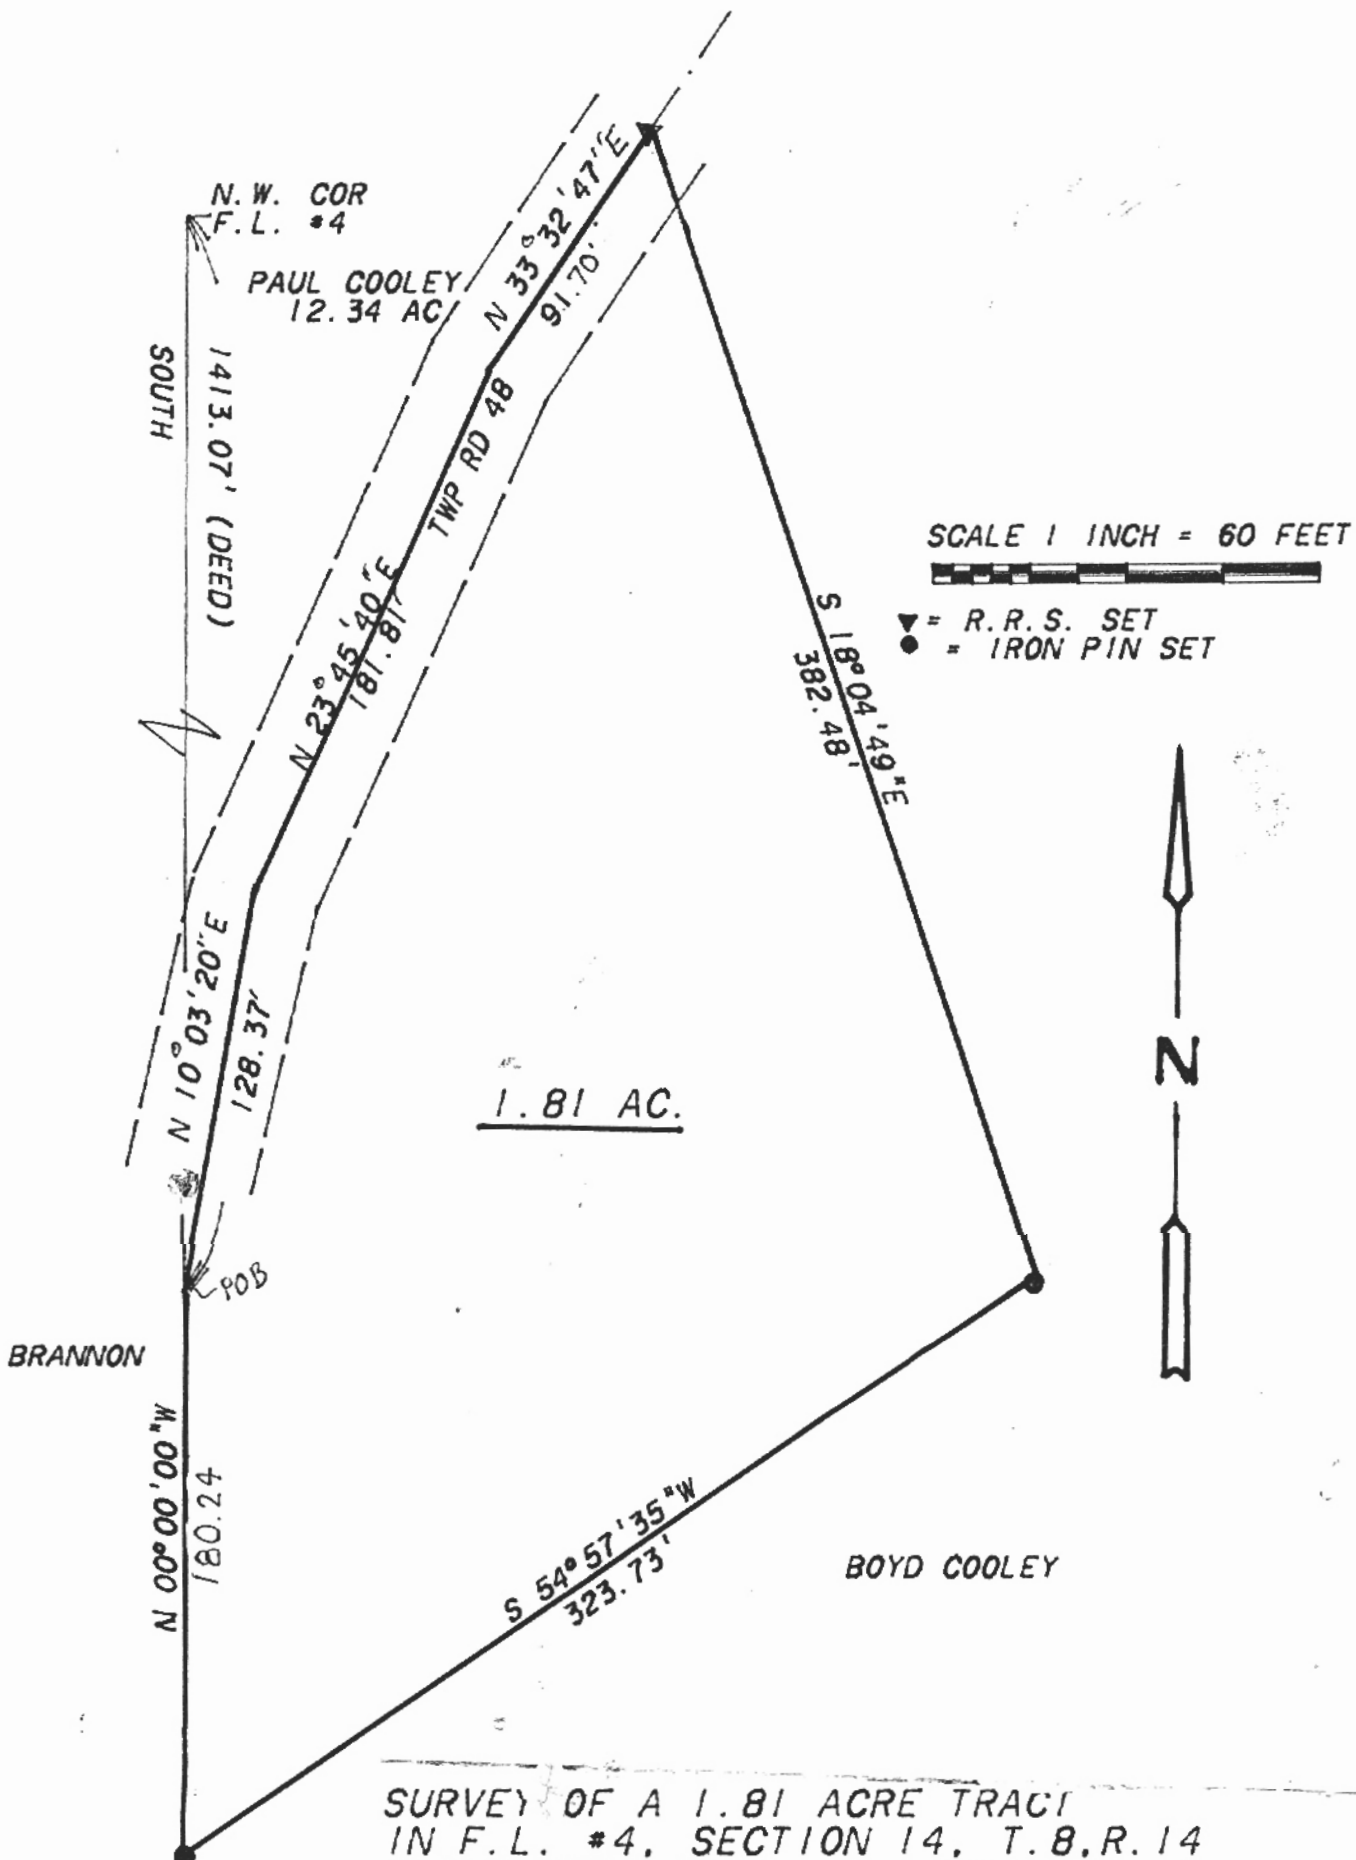 N.W. COR
F.L. #4
PAUL COOLEY
12.34 AC
SOUTH
1413.07' (DEED)
N 33°32'47"E
91.70'
TWP RD 48
N 23°45'40"E
181.81'
N 10°03'20"E
128.37'
SCALE 1 INCH = 60 FEET
▼ = R.R.S. SET
● = IRON PIN SET
S 18°04'49"E
382.48'
N
1.81 AC.
POB
BRANNON
N 00°00'00"W
180.24
S 54°57'35"W
323.73'
BOYD COOLEY
SURVEY OF A 1.81 ACRE TRACT
IN F.L. #4, SECTION 14, T.8,R.14